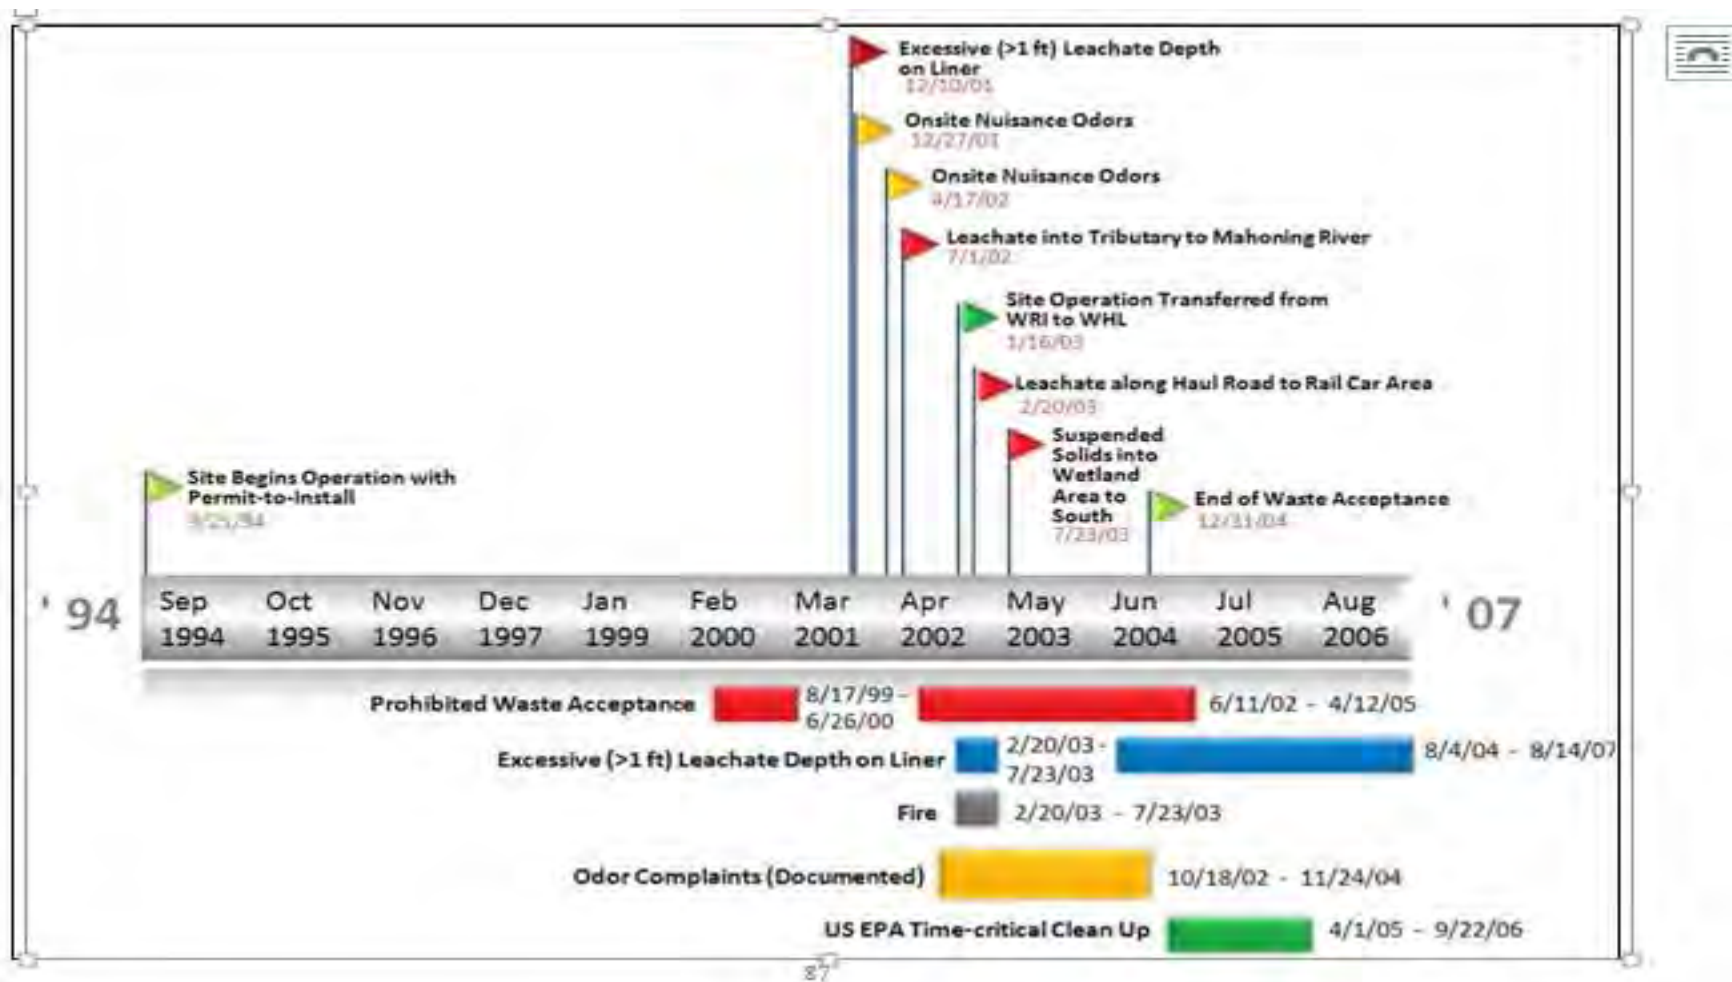 Excessive (>1 ft) Leachate Depth
on Liner
12/10/01
Onsite Nuisance Odors
12/27/01
Onsite Nuisance Odors
4/17/02
Leachate into Tributary to Mahoning River
7/1/02
Site Operation Transferred from
WRI to WHL
1/16/03
Leachate along Haul Road to Rail Car Area
2/20/03
Suspended
Solids into
Wetland
Area to
South
7/23/03
Site Begins Operation with
Permit-to-Install
End of Waste Acceptance
12/31/04
' 94
Sep Oct Nov Dec Jan Feb Mar Apr May Jun Jul Aug
1994 1995 1996 1997 1999 2000 2001 2002 2003 2004 2005 2006
' 07
Prohibited Waste Acceptance
8/17/99 -
6/26/00
6/11/02 - 4/12/05
Excessive (>1 ft) Leachate Depth on Liner
2/20/03 -
7/23/03
8/4/04 - 8/14/07
Fire
2/20/03 - 7/23/03
Odor Complaints (Documented)
10/18/02 - 11/24/04
US EPA Time-critical Clean Up
4/1/05 - 9/22/06
87